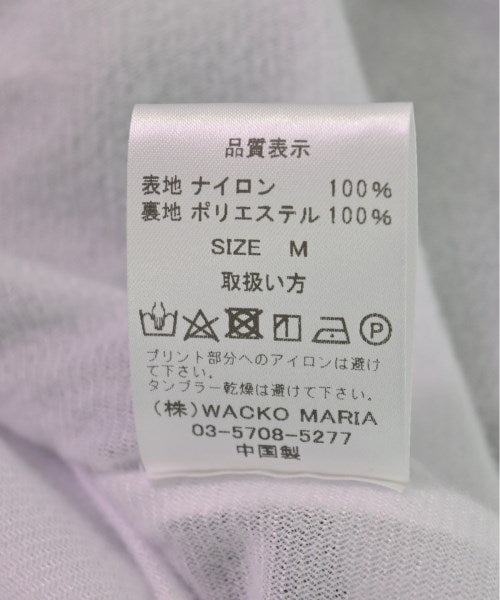 品質表示
表地 ナイロン 100%
裏地 ポリエステル 100%
SIZE M
取扱い方
P
プリント部分へのアイロンは避け
て下さい。
タンブラー乾燥は避けて下さい。
(株)WACKO MARIA
03-5708-5277
中国製